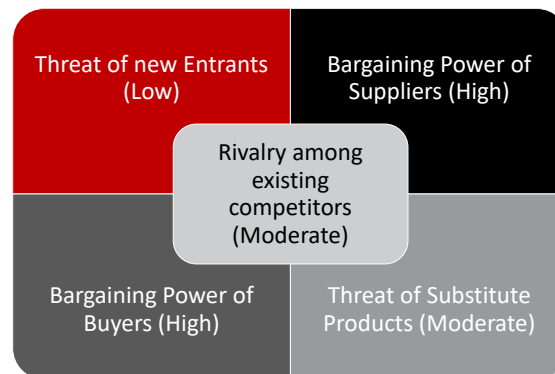 Threat of new Entrants
(Low)
Bargaining Power of
Suppliers (High)
Rivalry among
existing
competitors
(Moderate)
Bargaining Power of
Buyers (High)
Threat of Substitute
Products (Moderate)